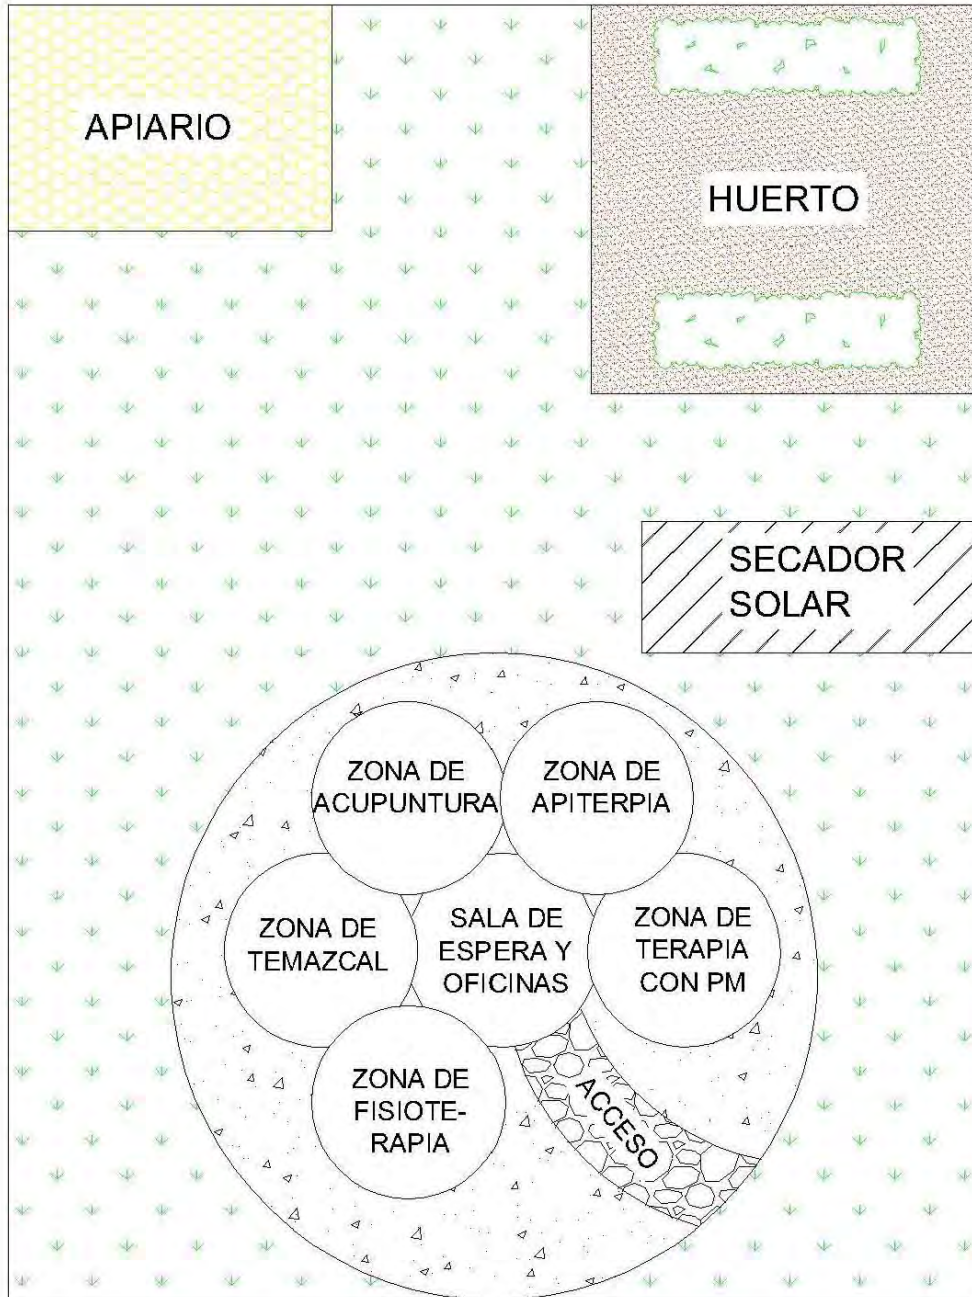 APIARIO
HUERTO
SECADOR
SOLAR
ZONA DE
ACUPUNTURA
ZONA DE
APITERPIA
ZONA DE
TEMAZCAL
SALA DE
ESPERA Y
OFICINAS
ZONA DE
TERAPIA
CON PM
ZONA DE
FISIOTE-
RAPIA
ACCESO